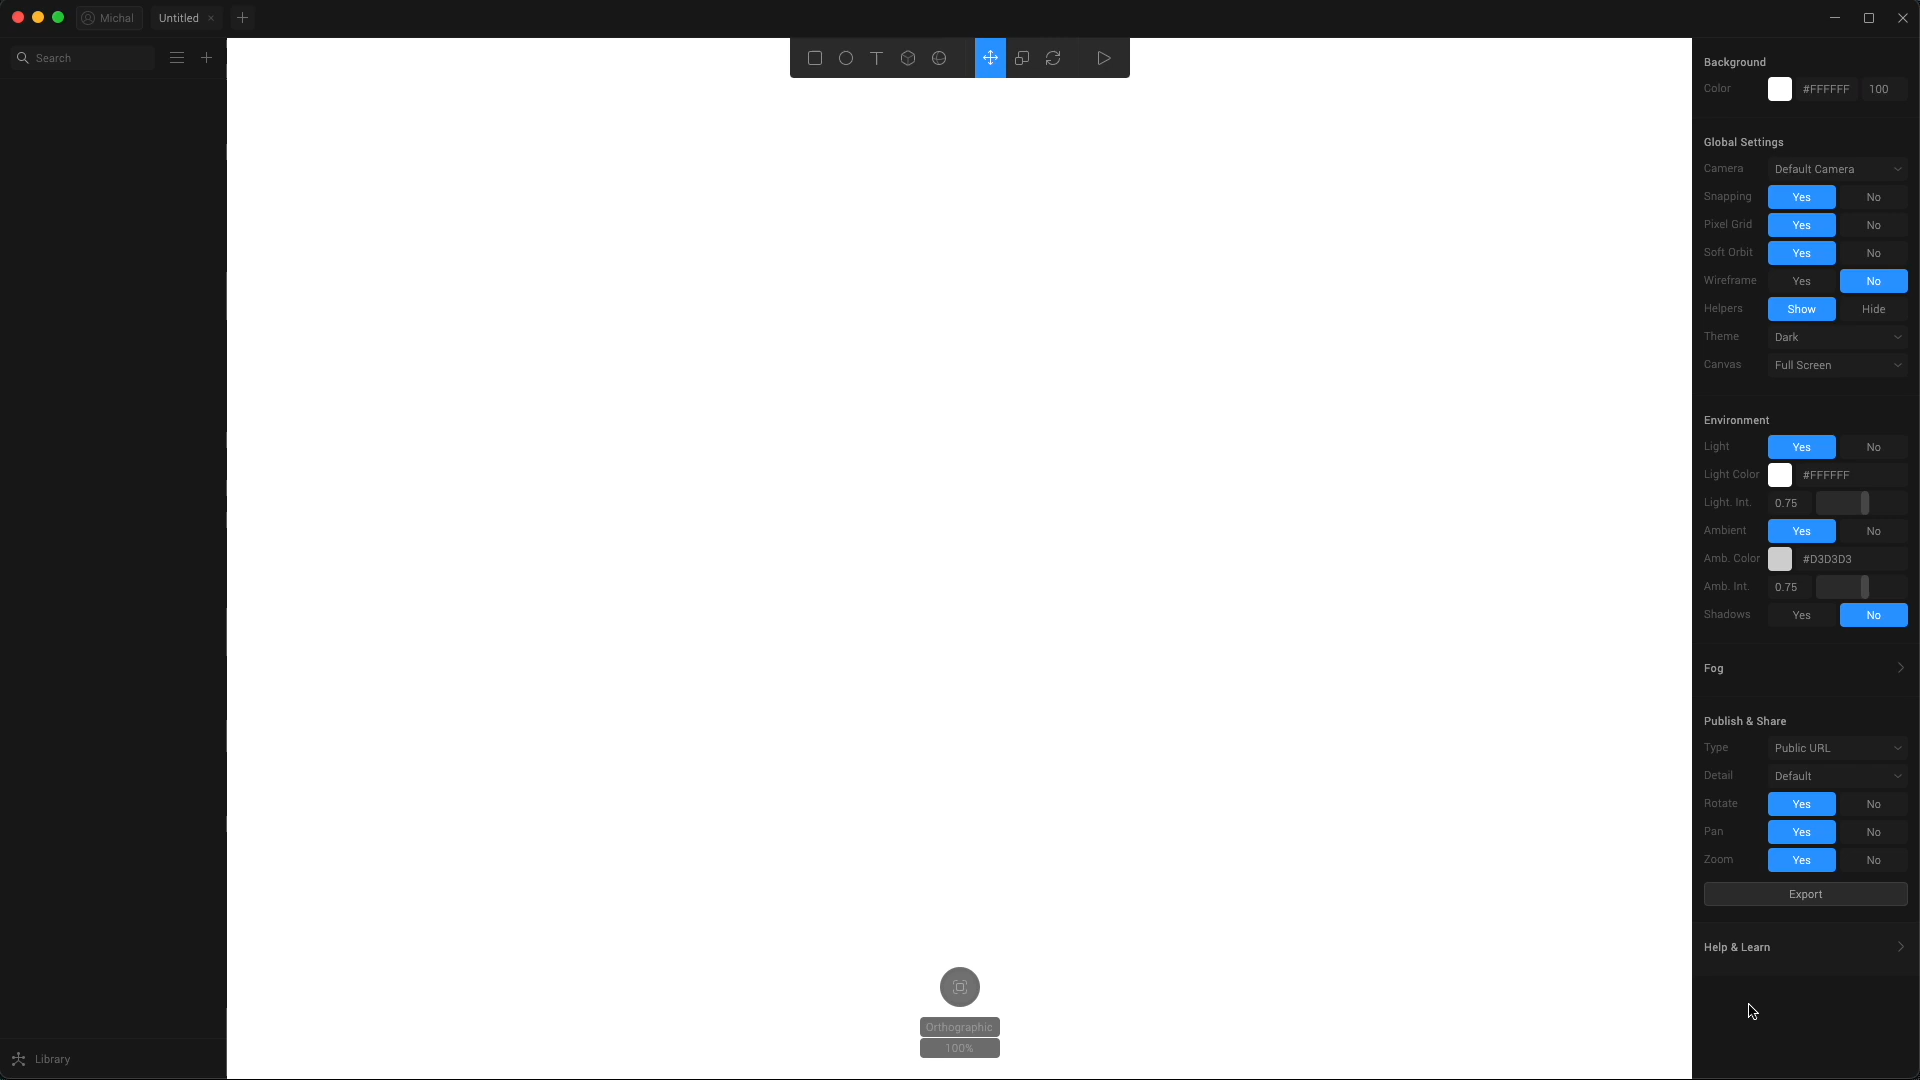 Michal
Untitled
Search
Background
Color #FFFFFF 100
Global Settings
Camera Default Camera
Snapping Yes No
Pixel Grid Yes No
Soft Orbit Yes No
Wireframe Yes No
Helpers Show Hide
Theme Dark
Canvas Full Screen
Environment
Light Yes No
Light Color #FFFFFF
Light. Int. 0.75
Ambient Yes No
Amb. Color #D3D3D3
Amb. Int. 0.75
Shadows Yes No
Fog
Publish & Share
Type Public URL
Detail Default
Rotate Yes No
Pan Yes No
Zoom Yes No
Export
Help & Learn
Orthographic
100%
Library